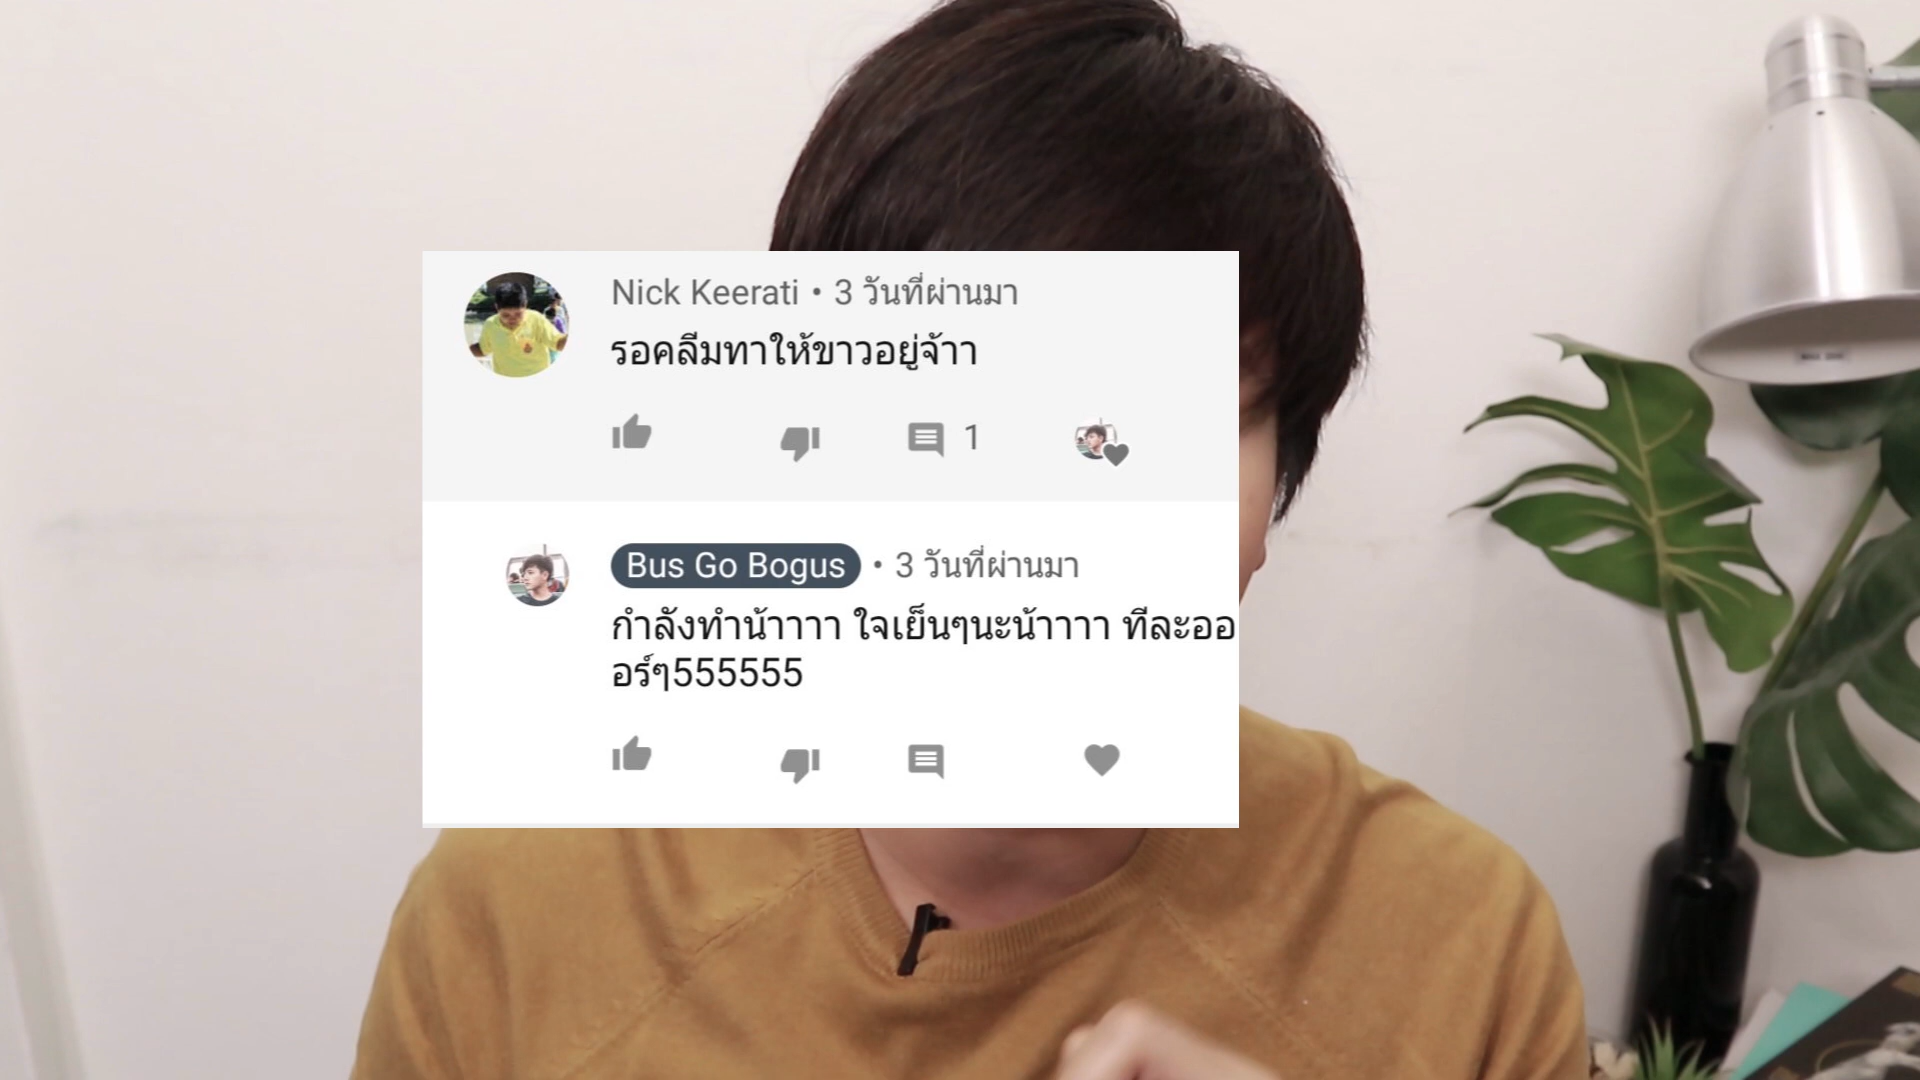 Nick Keerati • 3 วันที่ผ่านมา
รอคลีมทาให้ขาวอยู่จ้าา
1
Bus Go Bogus • 3 วันที่ผ่านมา
กำลังทำน้าาาา ใจเย็นๆนะน้าาาา ทีละออ
อร์ๆ555555